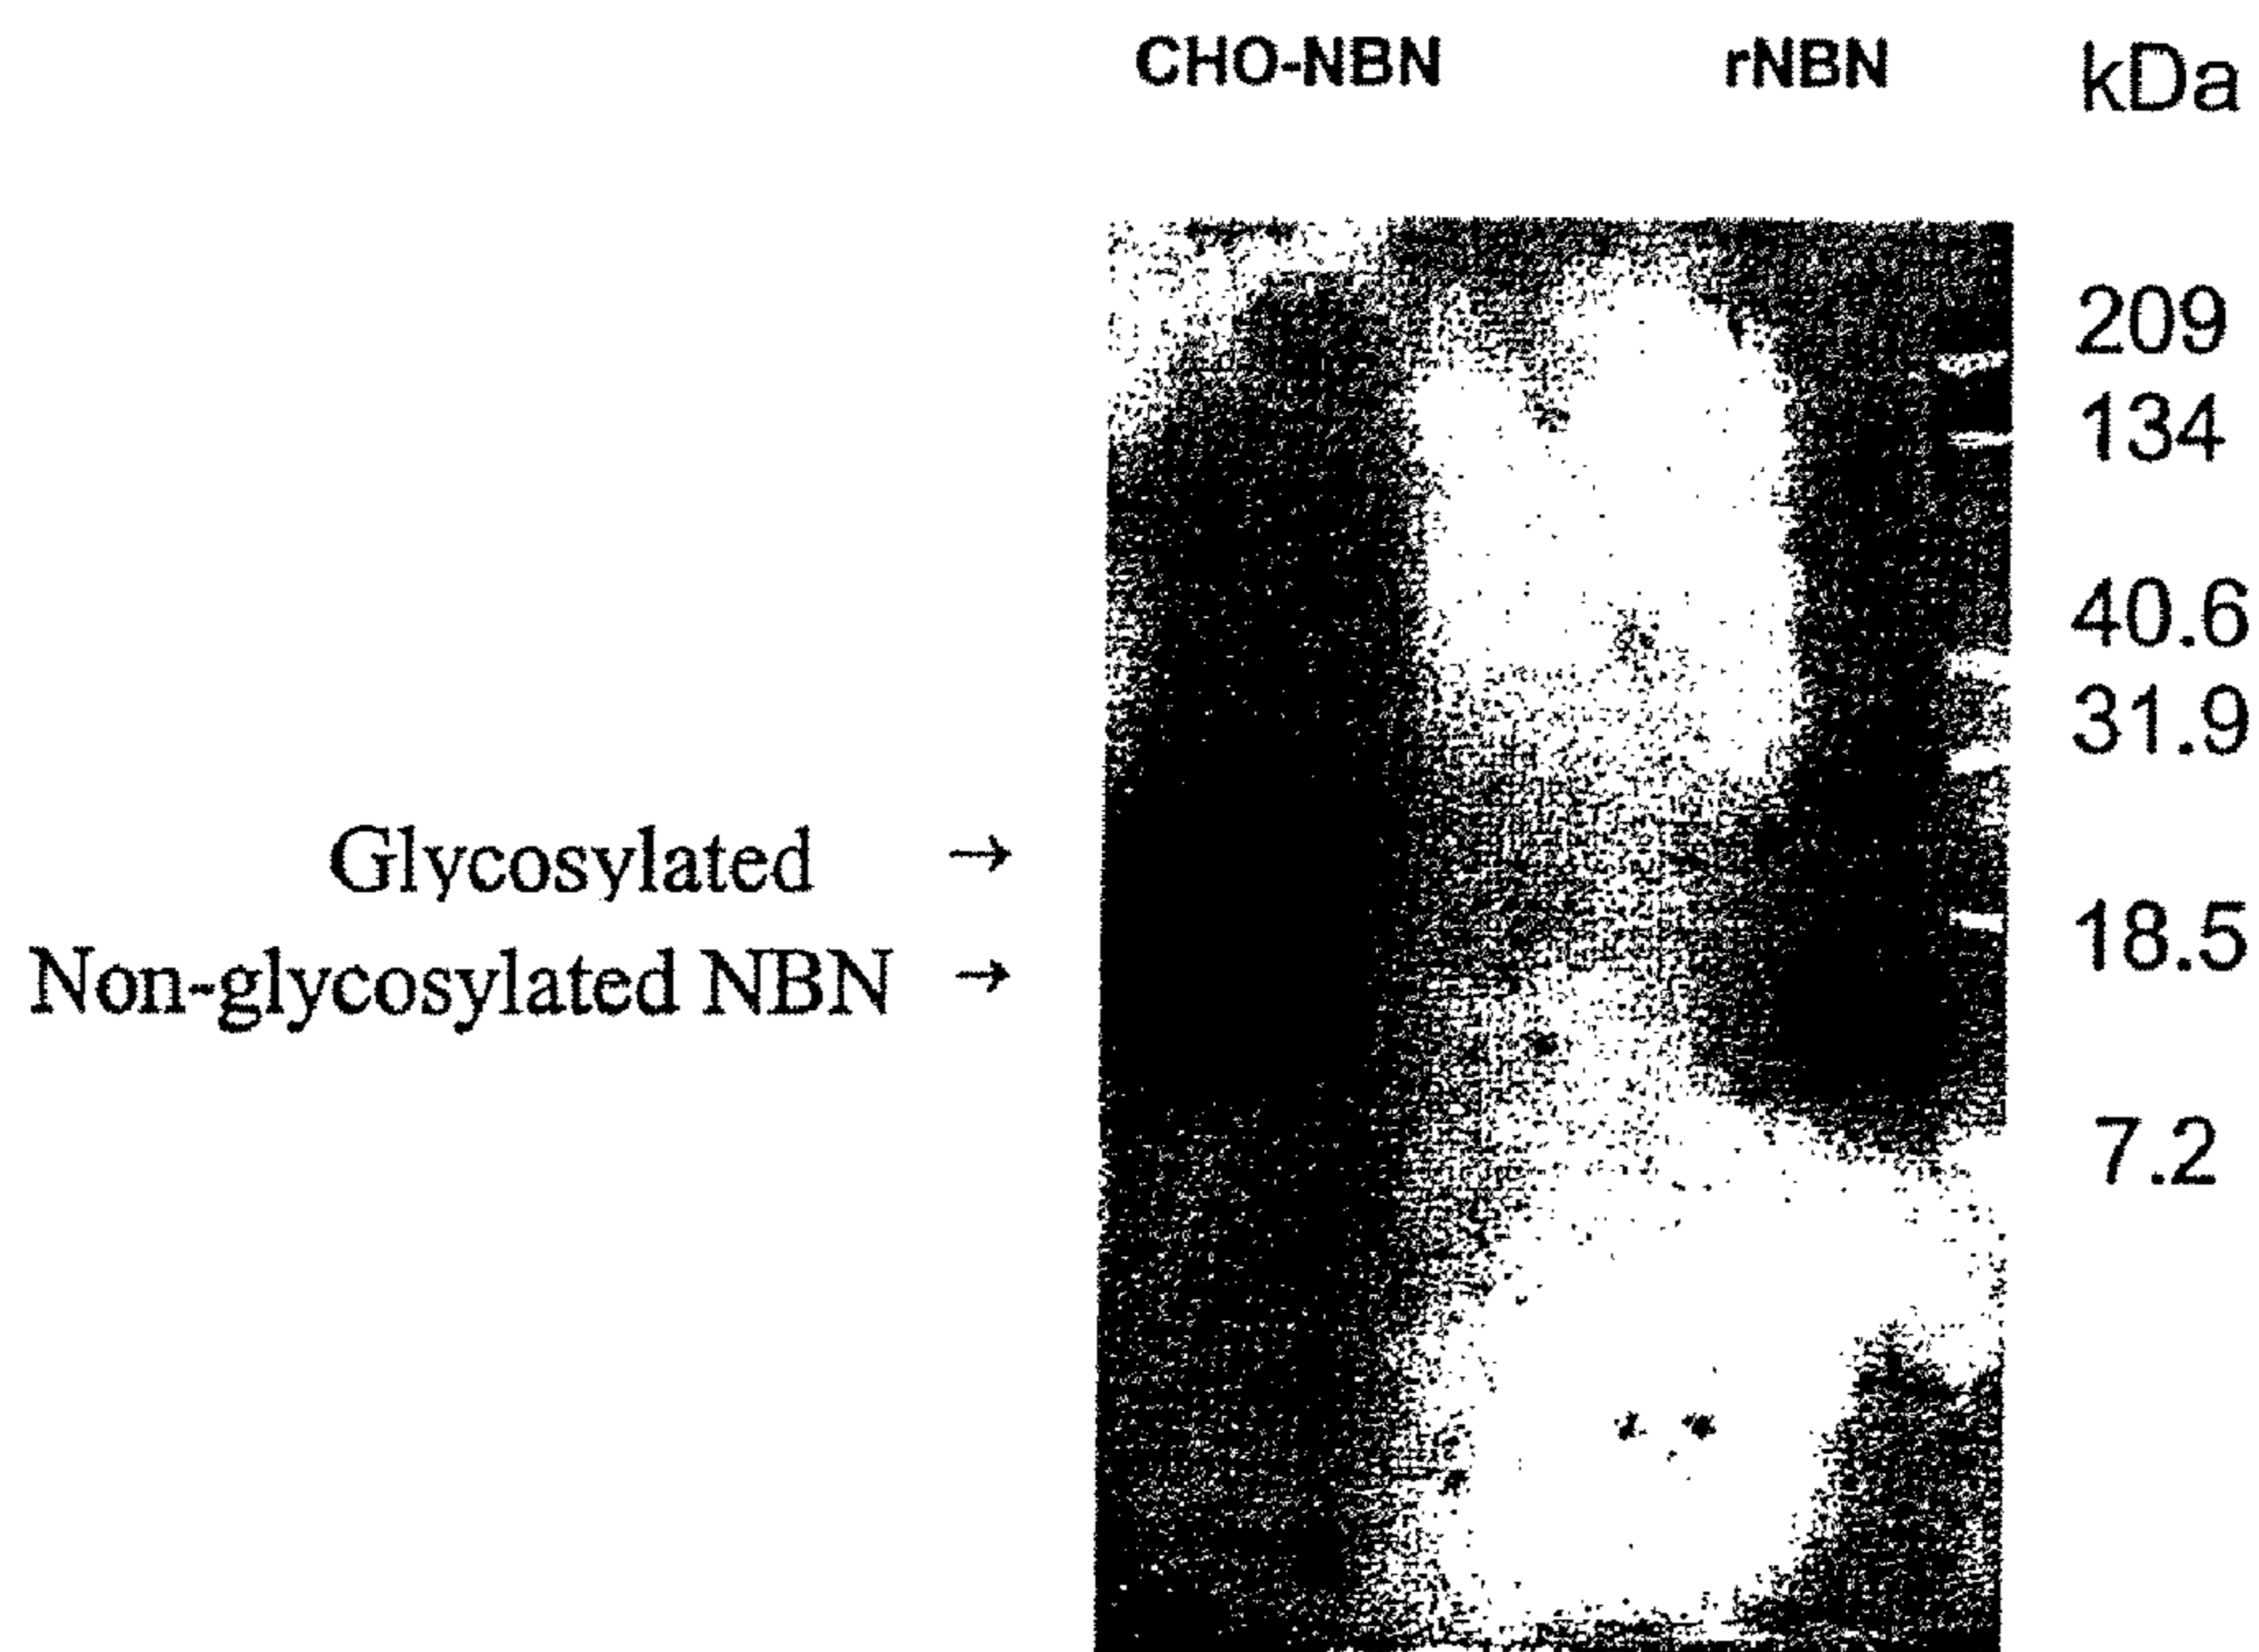 CHO-NBN rNBN kDa
209
134
40.6
31.9
Glycosylated →
18.5
Non-glycosylated NBN →
7.2